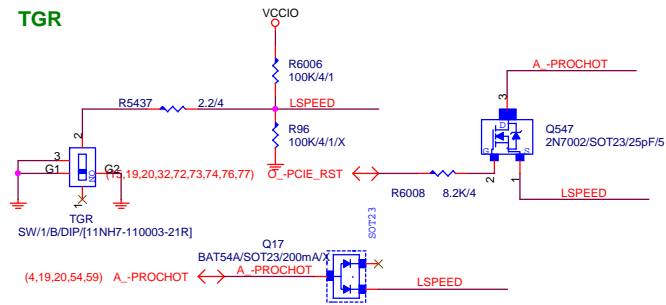 TGR
VCCIO
R6006
100K/4/1
A_-PROCHOT
R5437
2.2/4
LSPEED
3
2
R96
100K/4/1/X
D
G
S
Q547
2N7002/SOT23/25pF/5
3
G1
G2
ON
1
(15,19,20,32,72,73,74,76,77)
O_-PCIE_RST
2
1
R6008
8.2K/4
LSPEED
TGR
SW/1/B/DIP/[11NH7-110003-21R]
SOT23
Q17
BAT54A/SOT23/200mA/X
(4,19,20,54,59)
A_-PROCHOT
A_-PROCHOT
LSPEED